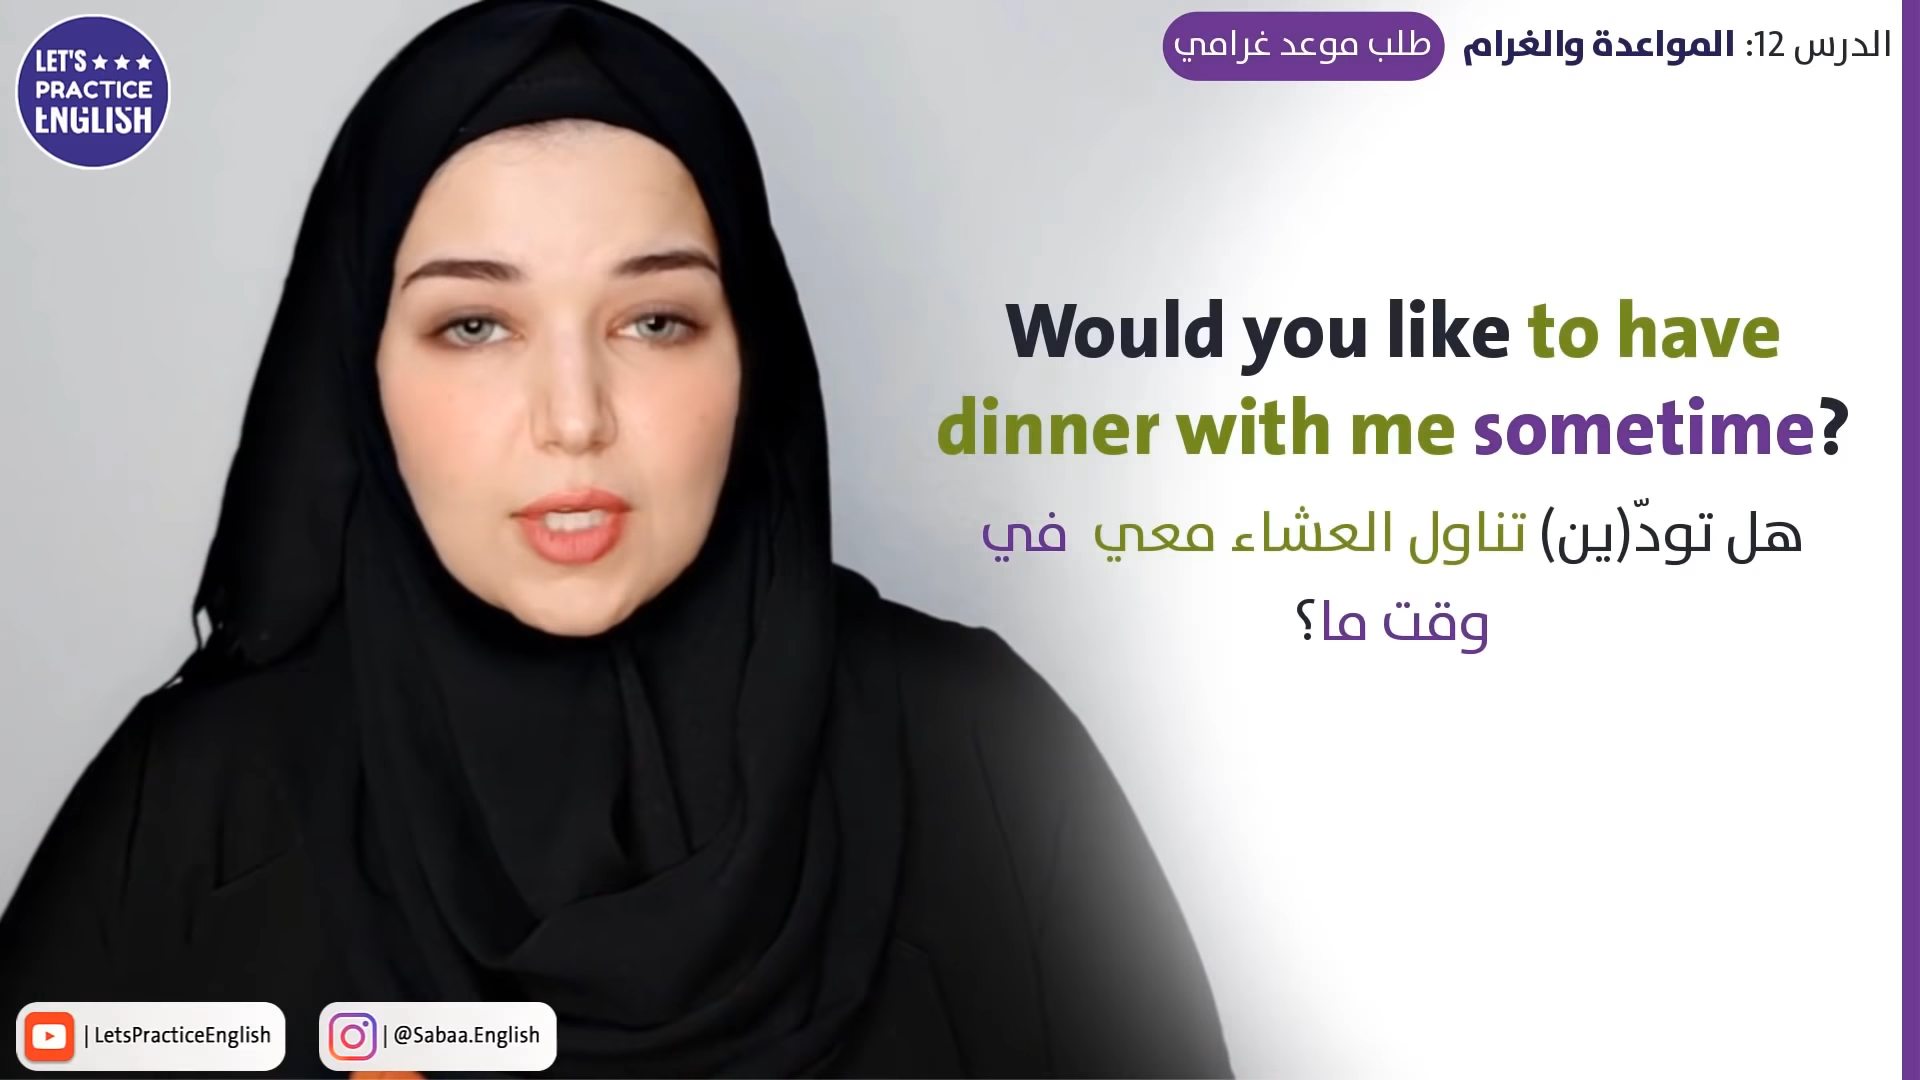 LET'S
PRACTICE
ENGLISH
الدرس 12: المواعدة والغرام طلب موعد غرامي
Would you like to have
dinner with me sometime?
هل تودّ(ين) تناول العشاء معي في
وقت ما؟
| LetsPracticeEnglish
| @Sabaa.English